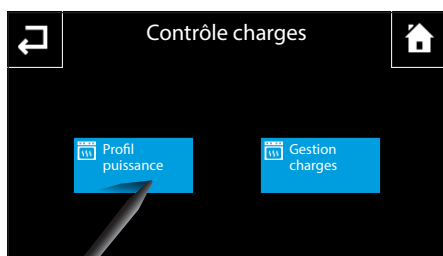 Contrôle charges
Profil
puissance
Gestion
charges